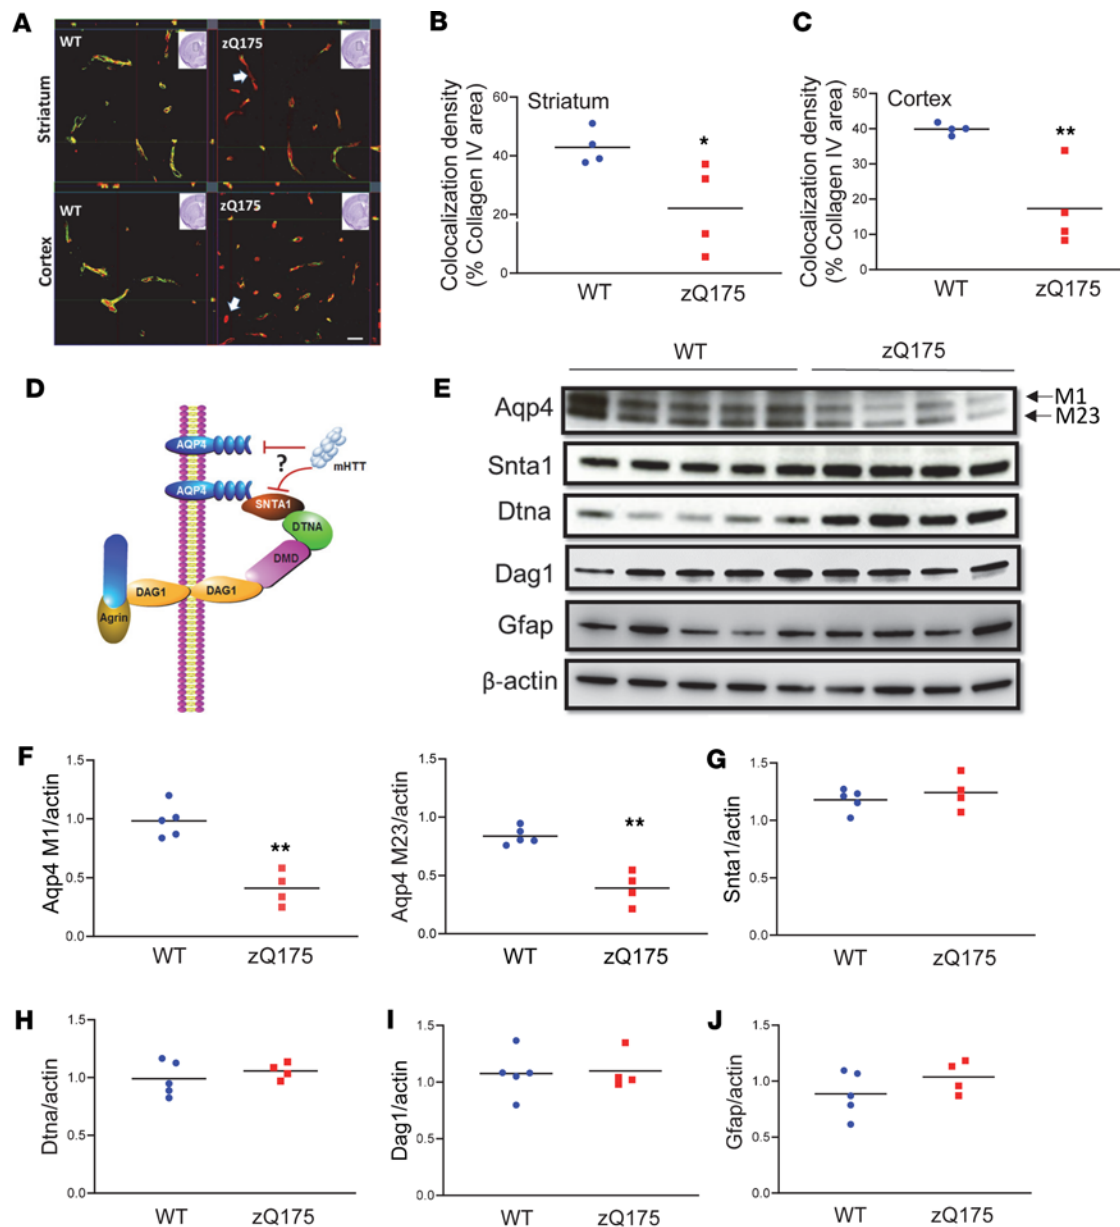 A
WT
zQ175
Striatum
WT
zQ175
Cortex
B
Colocalization density
(% Collagen IV area)
60
40
20
0
Striatum
*
WT
zQ175
C
Colocalization density
(% Collagen IV area)
50
40
30
20
10
0
Cortex
**
WT
zQ175
D
AQP4
?
mHTT
AQP4
SNTA1
DTNA
DMD
DAG1
DAG1
Agrin
E
WT
zQ175
Aqp4
M1
M23
Snta1
Dtna
Dag1
Gfap
β-actin
F
Aqp4 M1/actin
1.5
1.0
0.5
0.0
**
WT
zQ175
Aqp4 M23/actin
1.5
1.0
0.5
0.0
**
WT
zQ175
G
Snta1/actin
1.5
1.0
0.5
0.0
WT
zQ175
H
Dtna/actin
1.5
1.0
0.5
0.0
WT
zQ175
I
Dag1/actin
1.5
1.0
0.5
0.0
WT
zQ175
J
Gfap/actin
1.5
1.0
0.5
0.0
WT
zQ175